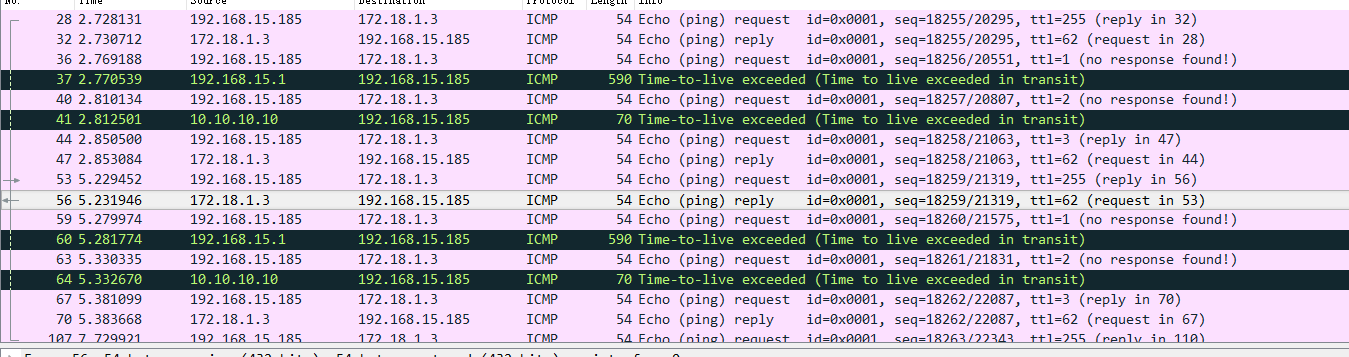 No. Time Source Destination Protocol Length Info
28 2.728131 192.168.15.185 172.18.1.3 ICMP 54 Echo (ping) request id=0x0001, seq=18255/20295, ttl=255 (reply in 32)
32 2.730712 172.18.1.3 192.168.15.185 ICMP 54 Echo (ping) reply id=0x0001, seq=18255/20295, ttl=62 (request in 28)
36 2.769188 192.168.15.185 172.18.1.3 ICMP 54 Echo (ping) request id=0x0001, seq=18256/20551, ttl=1 (no response found!)
37 2.770539 192.168.15.1 192.168.15.185 ICMP 590 Time-to-live exceeded (Time to live exceeded in transit)
40 2.810134 192.168.15.185 172.18.1.3 ICMP 54 Echo (ping) request id=0x0001, seq=18257/20807, ttl=2 (no response found!)
41 2.812501 10.10.10.10 192.168.15.185 ICMP 70 Time-to-live exceeded (Time to live exceeded in transit)
44 2.850500 192.168.15.185 172.18.1.3 ICMP 54 Echo (ping) request id=0x0001, seq=18258/21063, ttl=3 (reply in 47)
47 2.853084 172.18.1.3 192.168.15.185 ICMP 54 Echo (ping) reply id=0x0001, seq=18258/21063, ttl=62 (request in 44)
53 5.229452 192.168.15.185 172.18.1.3 ICMP 54 Echo (ping) request id=0x0001, seq=18259/21319, ttl=255 (reply in 56)
56 5.231946 172.18.1.3 192.168.15.185 ICMP 54 Echo (ping) reply id=0x0001, seq=18259/21319, ttl=62 (request in 53)
59 5.279974 192.168.15.185 172.18.1.3 ICMP 54 Echo (ping) request id=0x0001, seq=18260/21575, ttl=1 (no response found!)
60 5.281774 192.168.15.1 192.168.15.185 ICMP 590 Time-to-live exceeded (Time to live exceeded in transit)
63 5.330335 192.168.15.185 172.18.1.3 ICMP 54 Echo (ping) request id=0x0001, seq=18261/21831, ttl=2 (no response found!)
64 5.332670 10.10.10.10 192.168.15.185 ICMP 70 Time-to-live exceeded (Time to live exceeded in transit)
67 5.381099 192.168.15.185 172.18.1.3 ICMP 54 Echo (ping) request id=0x0001, seq=18262/22087, ttl=3 (reply in 70)
70 5.383668 172.18.1.3 192.168.15.185 ICMP 54 Echo (ping) reply id=0x0001, seq=18262/22087, ttl=62 (request in 67)
107 7.729921 192.168.15.185 172.18.1.3 ICMP 54 Echo (ping) request id=0x0001, seq=18263/22343, ttl=255 (reply in 110)